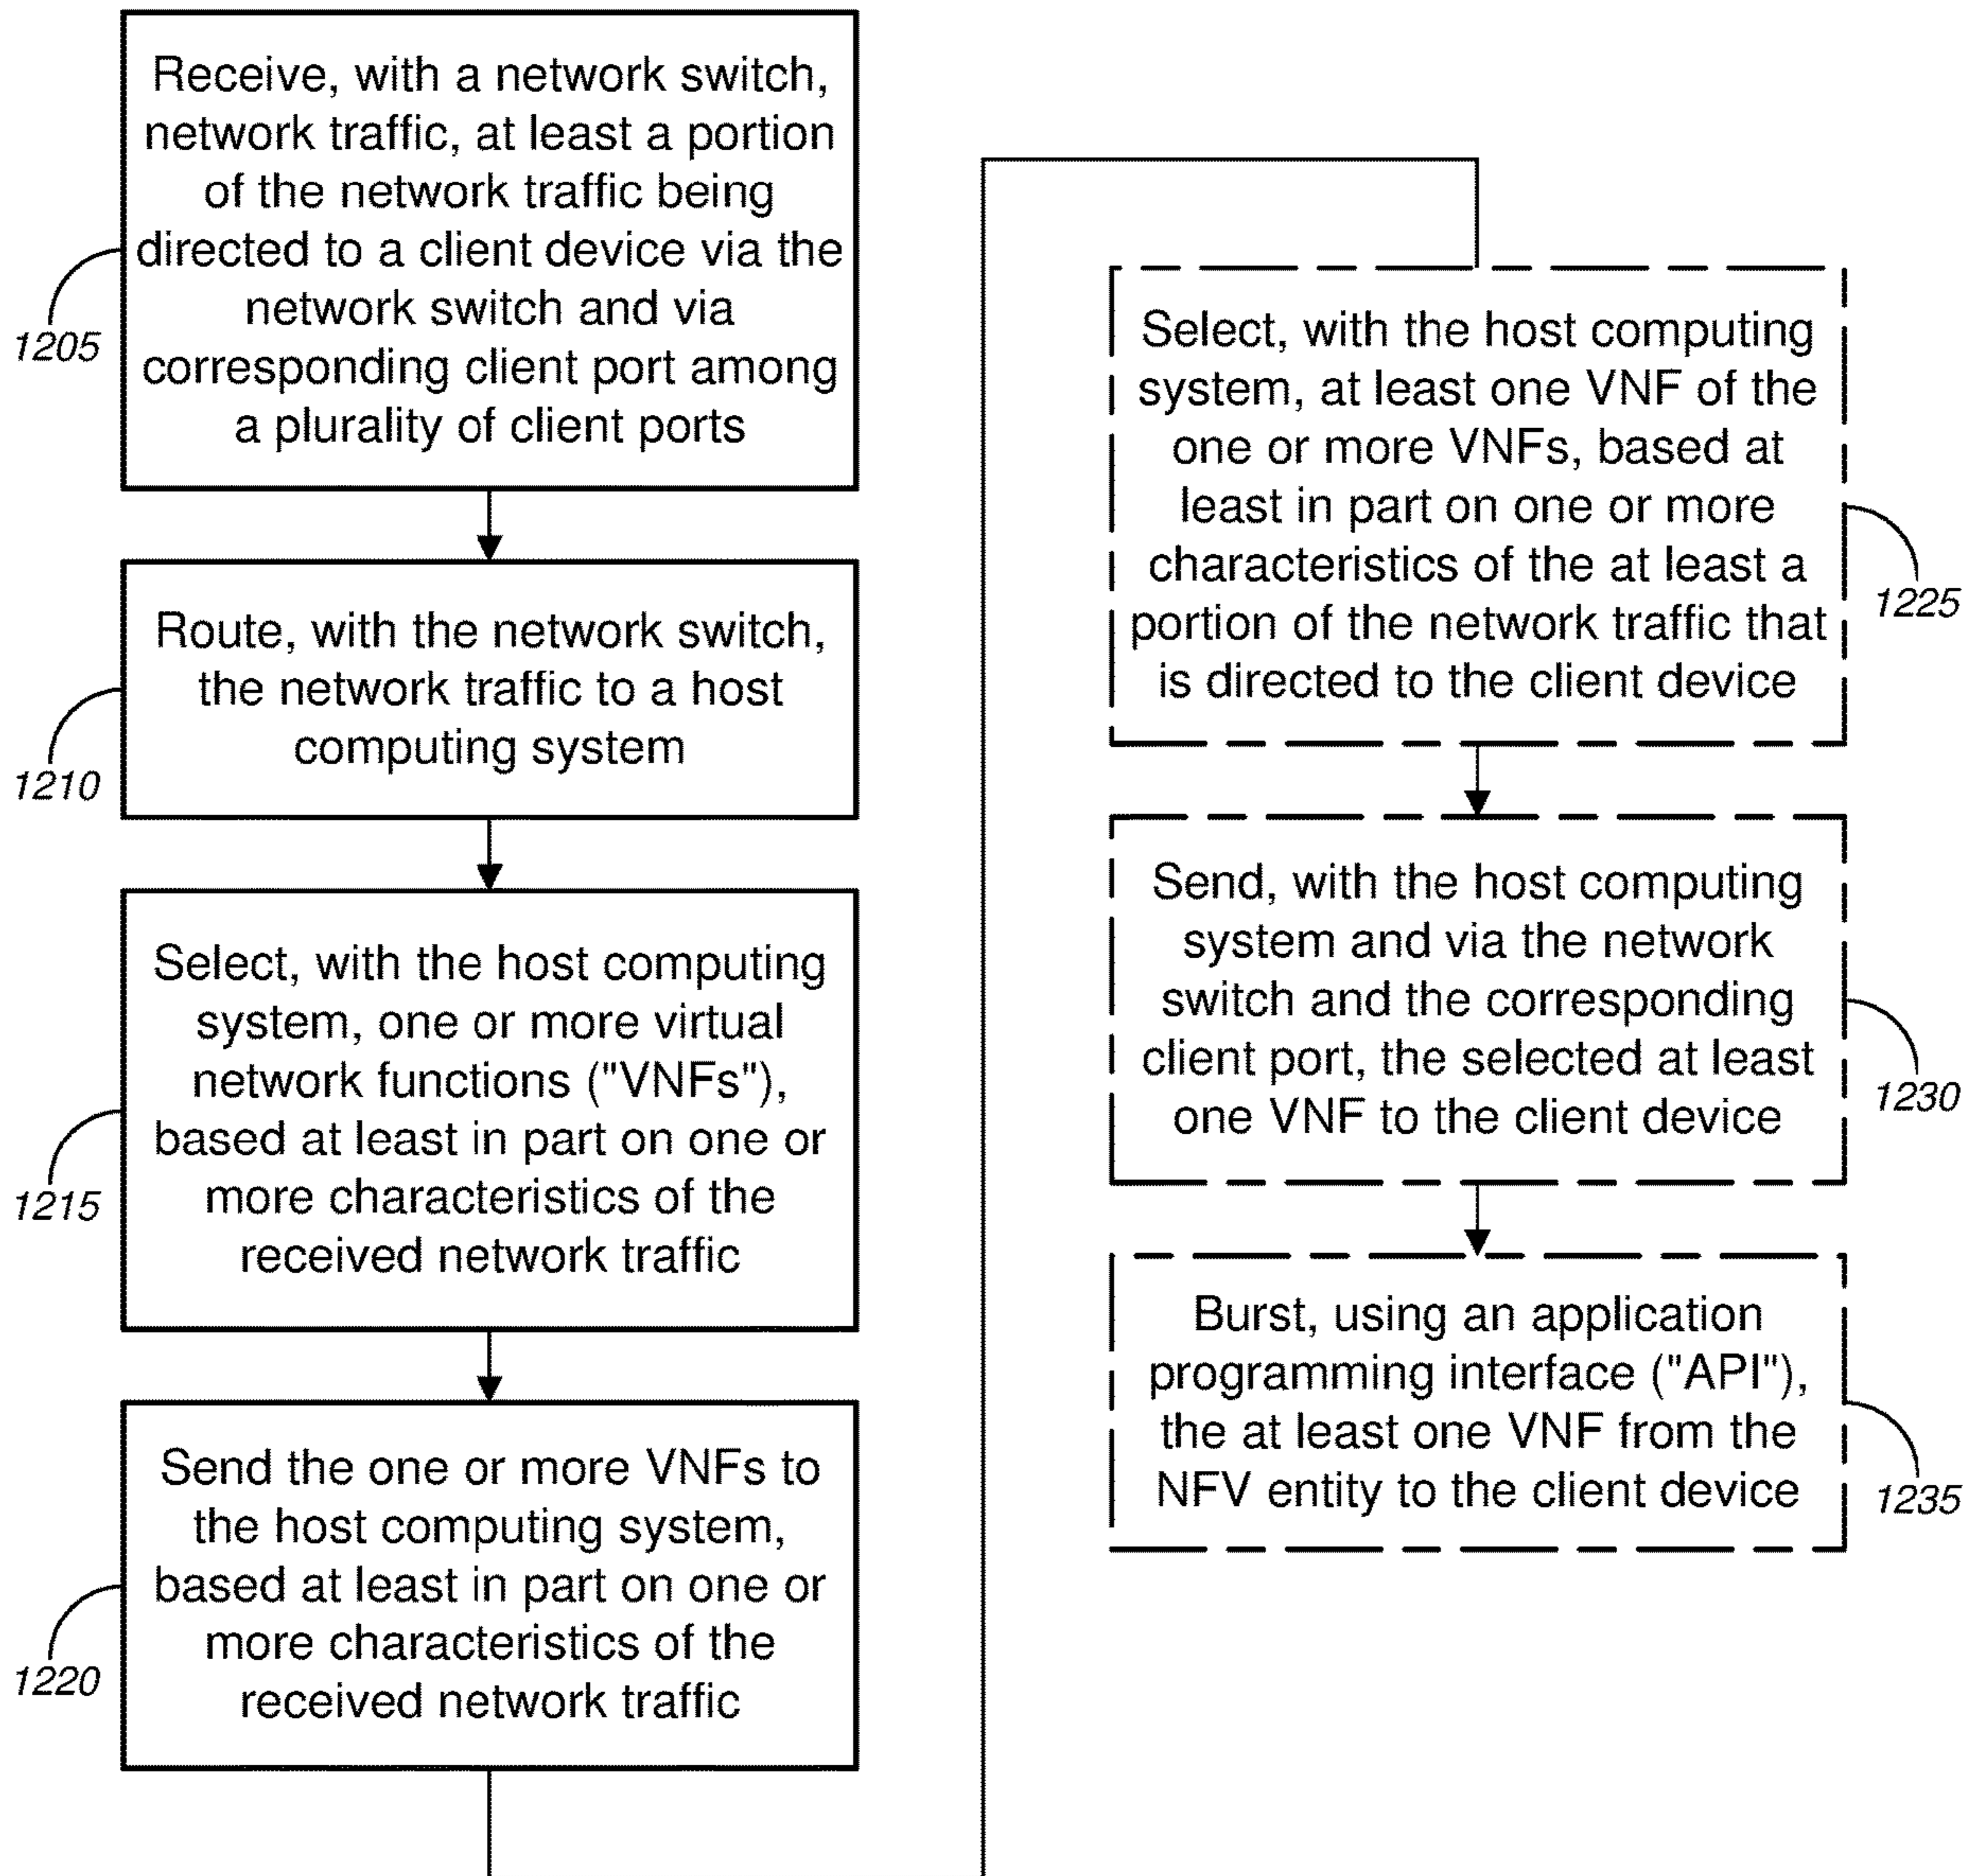 Receive, with a network switch,
network traffic, at least a portion
of the network traffic being
directed to a client device via the
network switch and via
corresponding client port among
a plurality of client ports
1205
Route, with the network switch,
the network traffic to a host
computing system
1210
Select, with the host computing
system, one or more virtual
network functions ("VNFs"),
based at least in part on one or
more characteristics of the
received network traffic
1215
Send the one or more VNFs to
the host computing system,
based at least in part on one or
more characteristics of the
received network traffic
1220
Select, with the host computing
system, at least one VNF of the
one or more VNFs, based at
least in part on one or more
characteristics of the at least a
portion of the network traffic that
is directed to the client device
1225
Send, with the host computing
system and via the network
switch and the corresponding
client port, the selected at least
one VNF to the client device
1230
Burst, using an application
programming interface ("API"),
the at least one VNF from the
NFV entity to the client device
1235